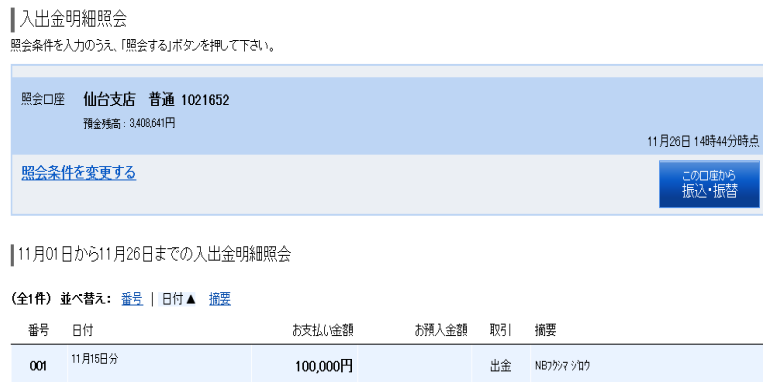 入出金明細照会
照会条件を入力のうえ、「照会する」ボタンを押して下さい。
照会口座 仙台支店 普通 1021652
預金残高：3,408,641円
11月26日 14時44分時点
照会条件を変更する
この口座から
振込・振替
11月01日から11月26日までの入出金明細照会
(全1件) 並べ替え： 番号 | 日付▲ 摘要
番号 日付 お支払い金額 お預入金額 取引 摘要
001 11月15日分 100,000円 出金 NBフクシマ ジロウ